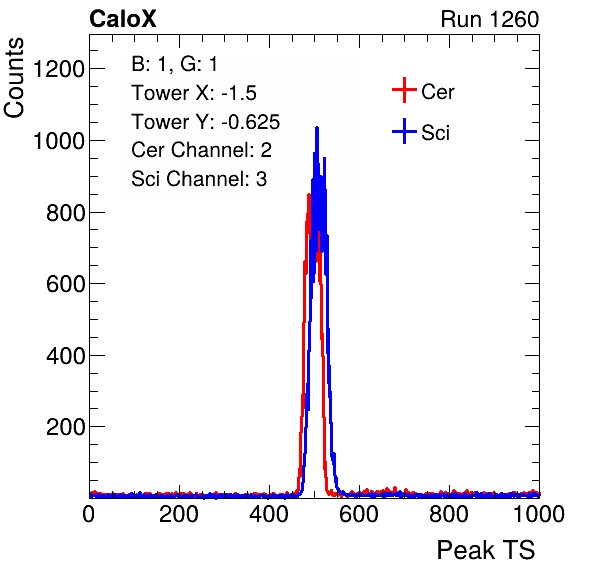 CaloX Run 1260
Counts
B: 1, G: 1
Tower X: -1.5
Tower Y: -0.625
Cer Channel: 2
Sci Channel: 3
Cer
Sci
1200
1000
800
600
400
200
0 200 400 600 800 1000
Peak TS